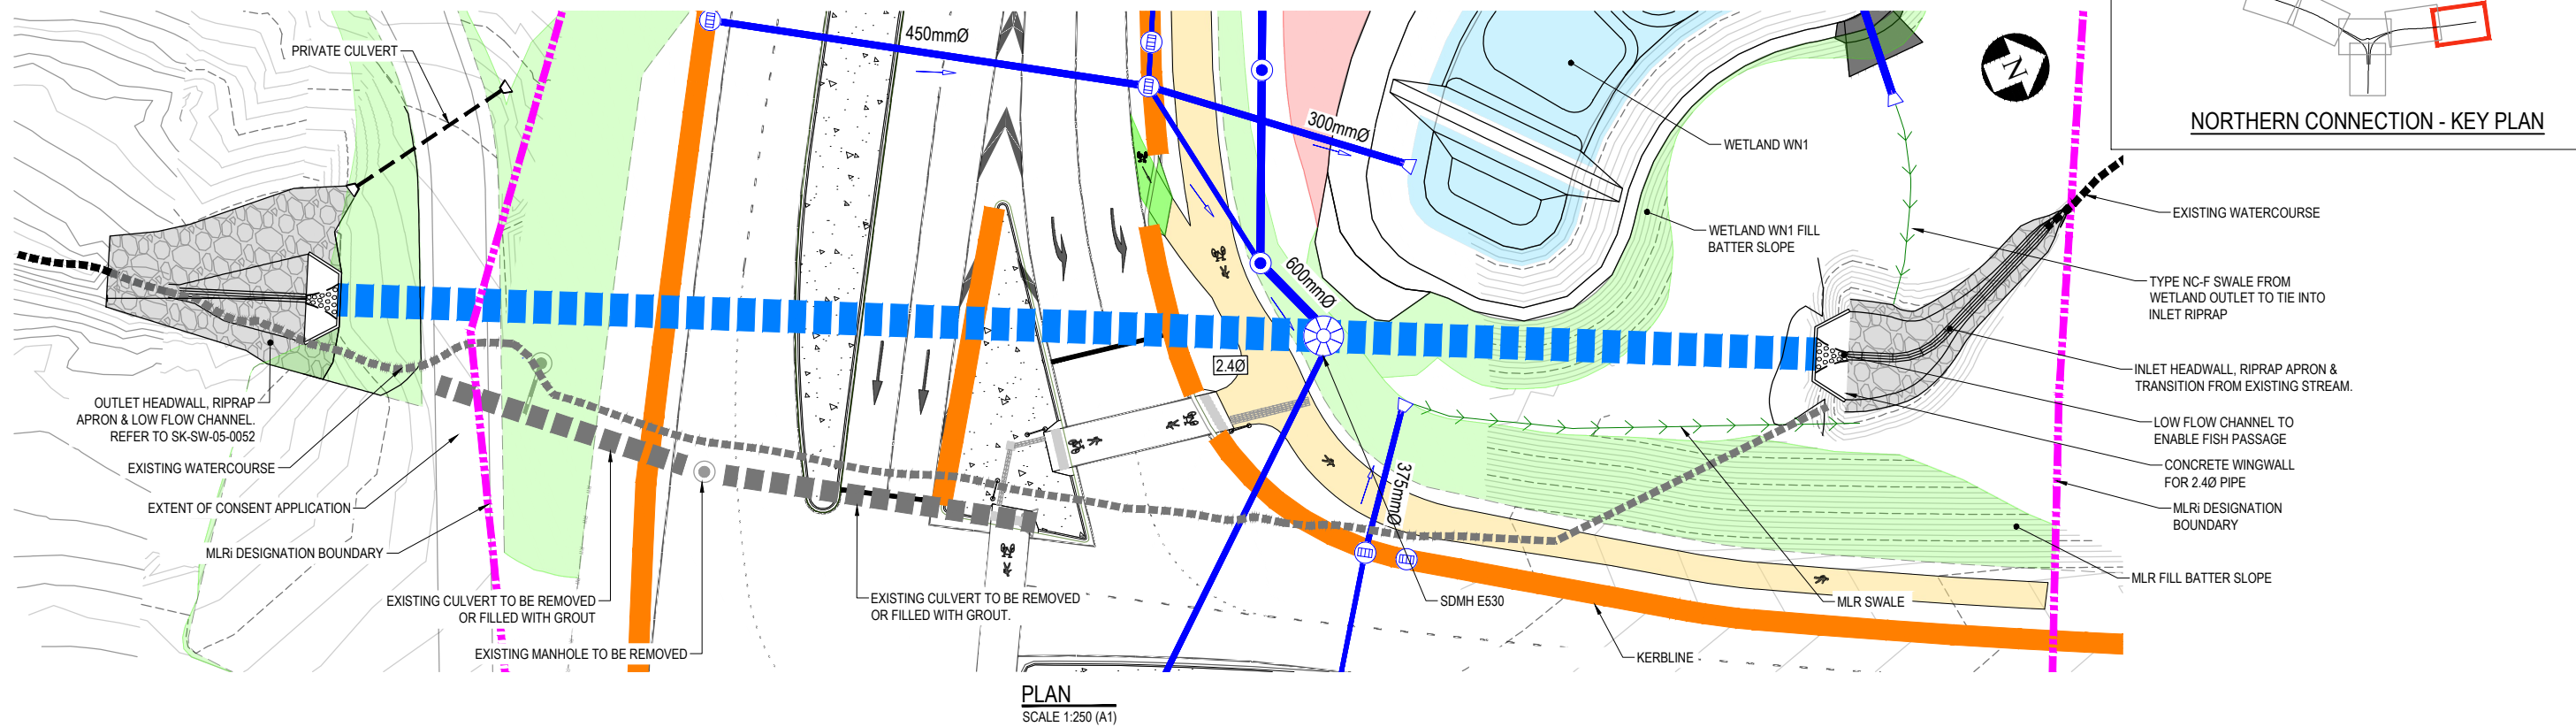 PRIVATE CULVERT
450mmØ
300mmØ
WETLAND WN1
N
NORTHERN CONNECTION - KEY PLAN
EXISTING WATERCOURSE
WETLAND WN1 FILL
BATTER SLOPE
TYPE NC-F SWALE FROM
WETLAND OUTLET TO TIE INTO
INLET RIPRAP
600mmØ
2.4Ø
INLET HEADWALL, RIPRAP APRON &
TRANSITION FROM EXISTING STREAM.
OUTLET HEADWALL, RIPRAP
APRON & LOW FLOW CHANNEL.
REFER TO SK-SW-05-0052
LOW FLOW CHANNEL TO
ENABLE FISH PASSAGE
EXISTING WATERCOURSE
CONCRETE WINGWALL
FOR 2.4Ø PIPE
375mmØ
EXTENT OF CONSENT APPLICATION
MLRi DESIGNATION
BOUNDARY
MLRi DESIGNATION BOUNDARY
MLR FILL BATTER SLOPE
EXISTING CULVERT TO BE REMOVED
OR FILLED WITH GROUT
EXISTING CULVERT TO BE REMOVED
OR FILLED WITH GROUT.
SDMH E530
MLR SWALE
EXISTING MANHOLE TO BE REMOVED
KERBLINE
PLAN
SCALE 1:250 (A1)